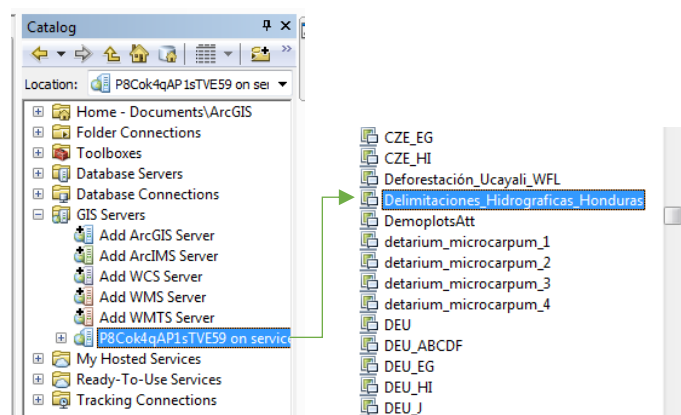 Catalog
Location: P8Cok4qAP1sTVE59 on ser
Home - Documents\ArcGIS
Folder Connections
Toolboxes
Database Servers
Database Connections
GIS Servers
Add ArcGIS Server
Add ArcIMS Server
Add WCS Server
Add WMS Server
Add WMTS Server
P8Cok4qAP1sTVE59 on service
My Hosted Services
Ready-To-Use Services
Tracking Connections
CZE_EG
CZE_HI
Deforestación_Ucayali_WFL
Delimitaciones_Hidrograficas_Honduras
DemoplotsAtt
detarium_microcarpum_1
detarium_microcarpum_2
detarium_microcarpum_3
detarium_microcarpum_4
DEU
DEU_ABCDF
DEU_EG
DEU_HI
DEU_J